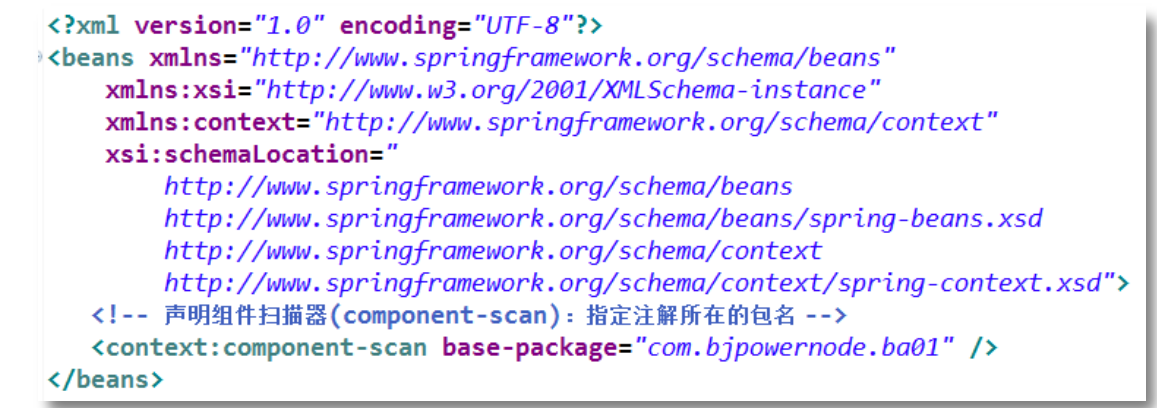 <?xml version="1.0" encoding="UTF-8"?>
<beans xmlns="http://www.springframework.org/schema/beans"
    xmlns:xsi="http://www.w3.org/2001/XMLSchema-instance"
    xmlns:context="http://www.springframework.org/schema/context"
    xsi:schemaLocation="
        http://www.springframework.org/schema/beans
        http://www.springframework.org/schema/beans/spring-beans.xsd
        http://www.springframework.org/schema/context
        http://www.springframework.org/schema/context/spring-context.xsd">
   <!-- 声明组件扫描器(component-scan)：指定注解所在的包名 -->
   <context:component-scan base-package="com.bjpowernode.ba01" />
</beans>